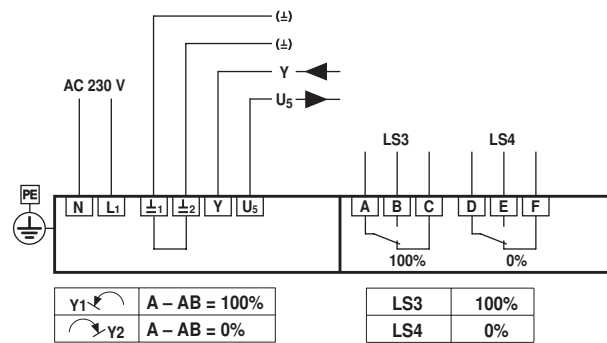 (⊥)
(⊥)
Y
AC 230 V
U5
LS3 LS4
PE
N L1 ⊥1 ⊥2 Y U5 A B C D E F
100% 0%
Y1 A – AB = 100%
Y2 A – AB = 0%
LS3 100%
LS4 0%